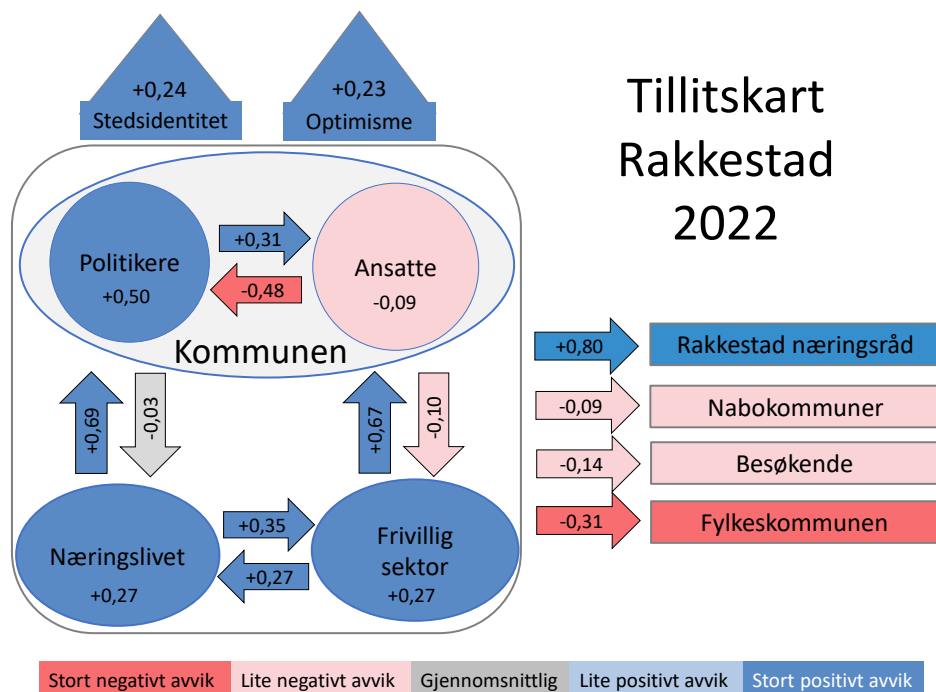 Tillitskart
Rakkestad
2022
+0,24
Stedsidentitet
+0,23
Optimisme
Politikere
+0,50
+0,31
-0,48
Ansatte
-0,09
Kommunen
+0,69
-0,03
+0,67
-0,10
Næringslivet
+0,27
+0,35
+0,27
Frivillig
sektor
+0,27
+0,80
Rakkestad næringsråd
-0,09
Nabokommuner
-0,14
Besøkende
-0,31
Fylkeskommunen
Stort negativt avvik
Lite negativt avvik
Gjennomsnittlig
Lite positivt avvik
Stort positivt avvik